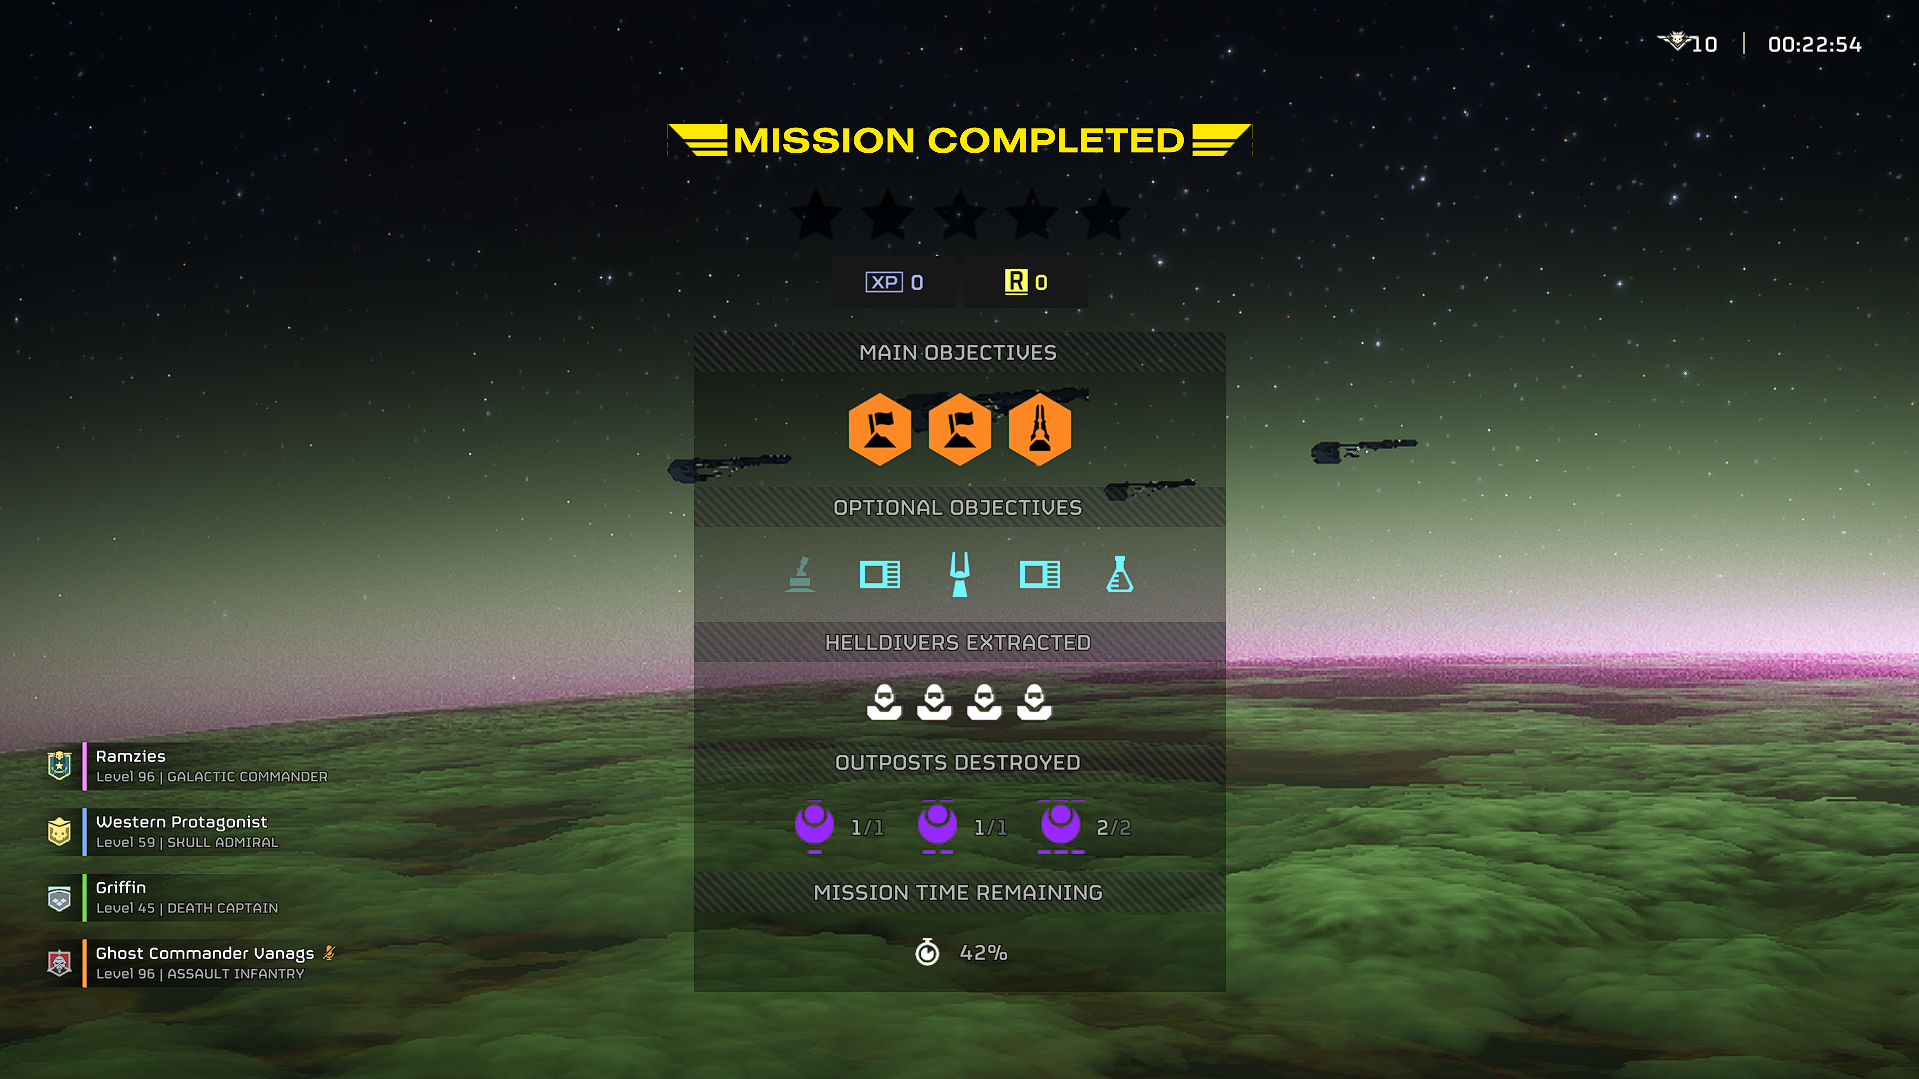 10 | 00:22:54
MISSION COMPLETED
XP 0
R 0
MAIN OBJECTIVES
OPTIONAL OBJECTIVES
HELLDIVERS EXTRACTED
OUTPOSTS DESTROYED
1/1 1/1 2/2
MISSION TIME REMAINING
42%
Ramzies
Level 96 | GALACTIC COMMANDER
Western Protagonist
Level 59 | SKULL ADMIRAL
Griffin
Level 45 | DEATH CAPTAIN
Ghost Commander Vanags
Level 96 | ASSAULT INFANTRY